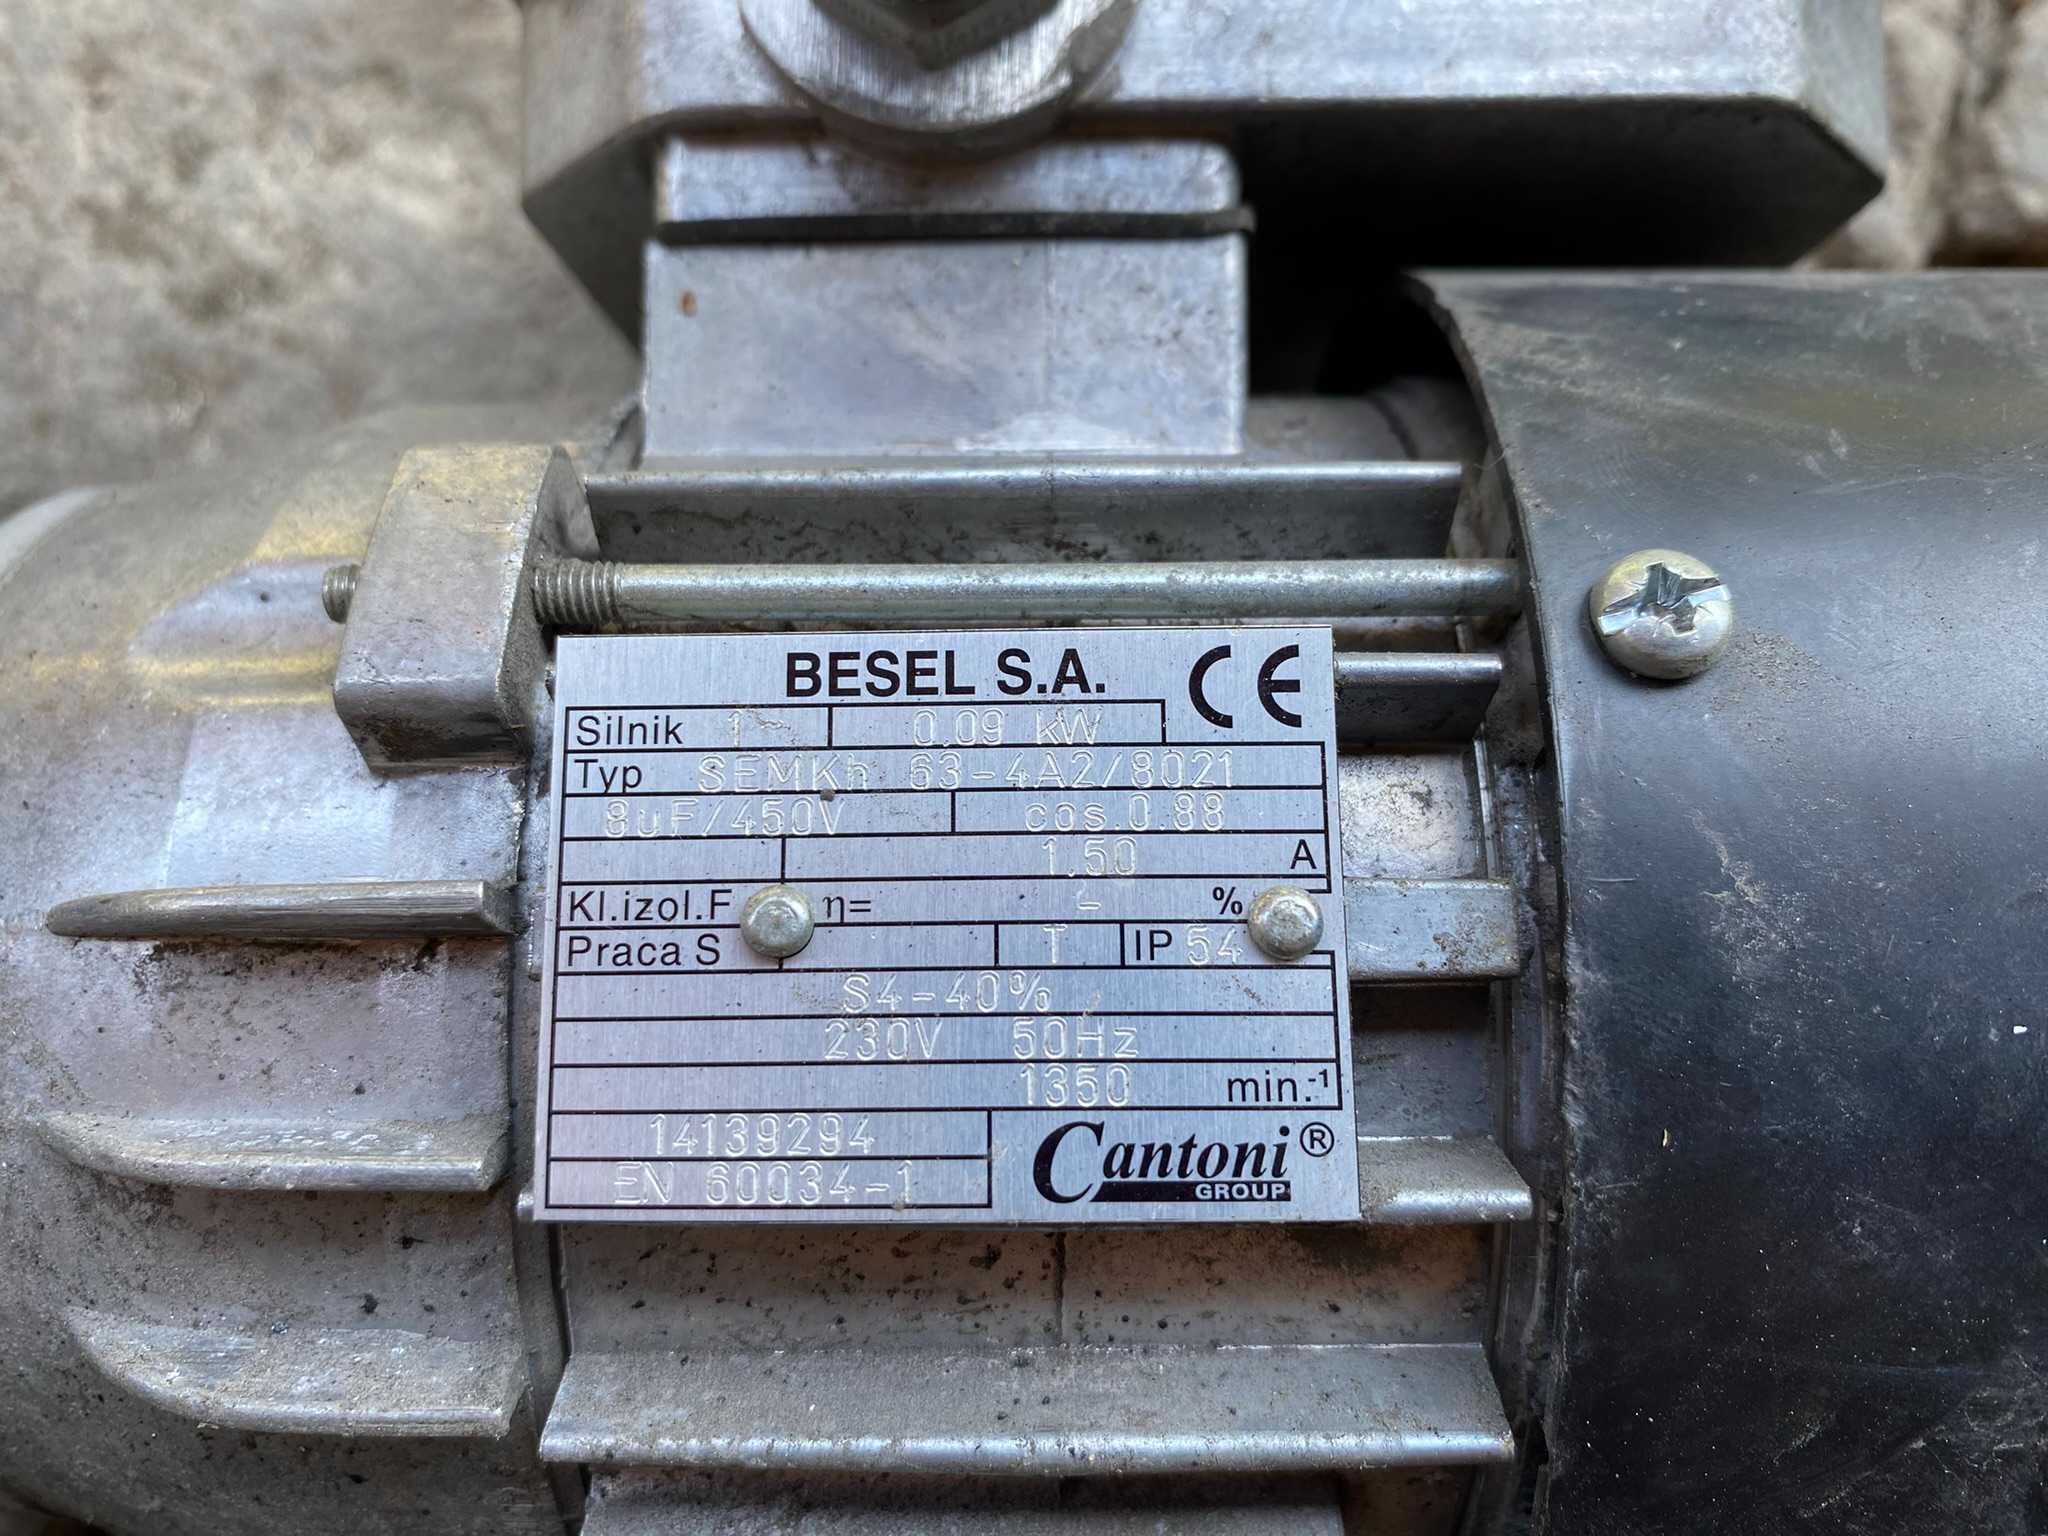 BESEL S.A. CE
Silnik 1 0.09 kW
Typ SEMKh 63-4A2/8021
8uF/450V cos.0.88
1.50 A
Kl.izol.F η= - %
Praca S T IP 54
S4-40%
230V 50Hz
1350 min.⁻¹
14139294
EN 60034-1
Cantoni®
GROUP